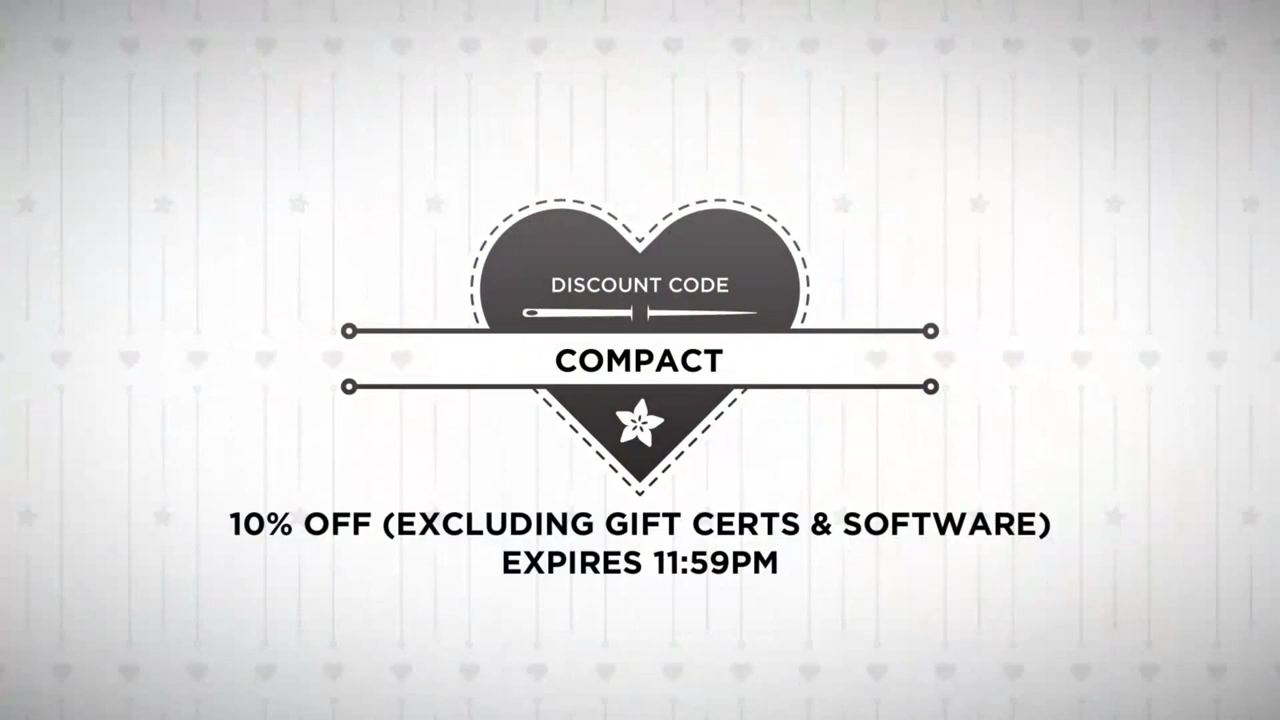 DISCOUNT CODE
COMPACT
10% OFF (EXCLUDING GIFT CERTS & SOFTWARE)
EXPIRES 11:59PM